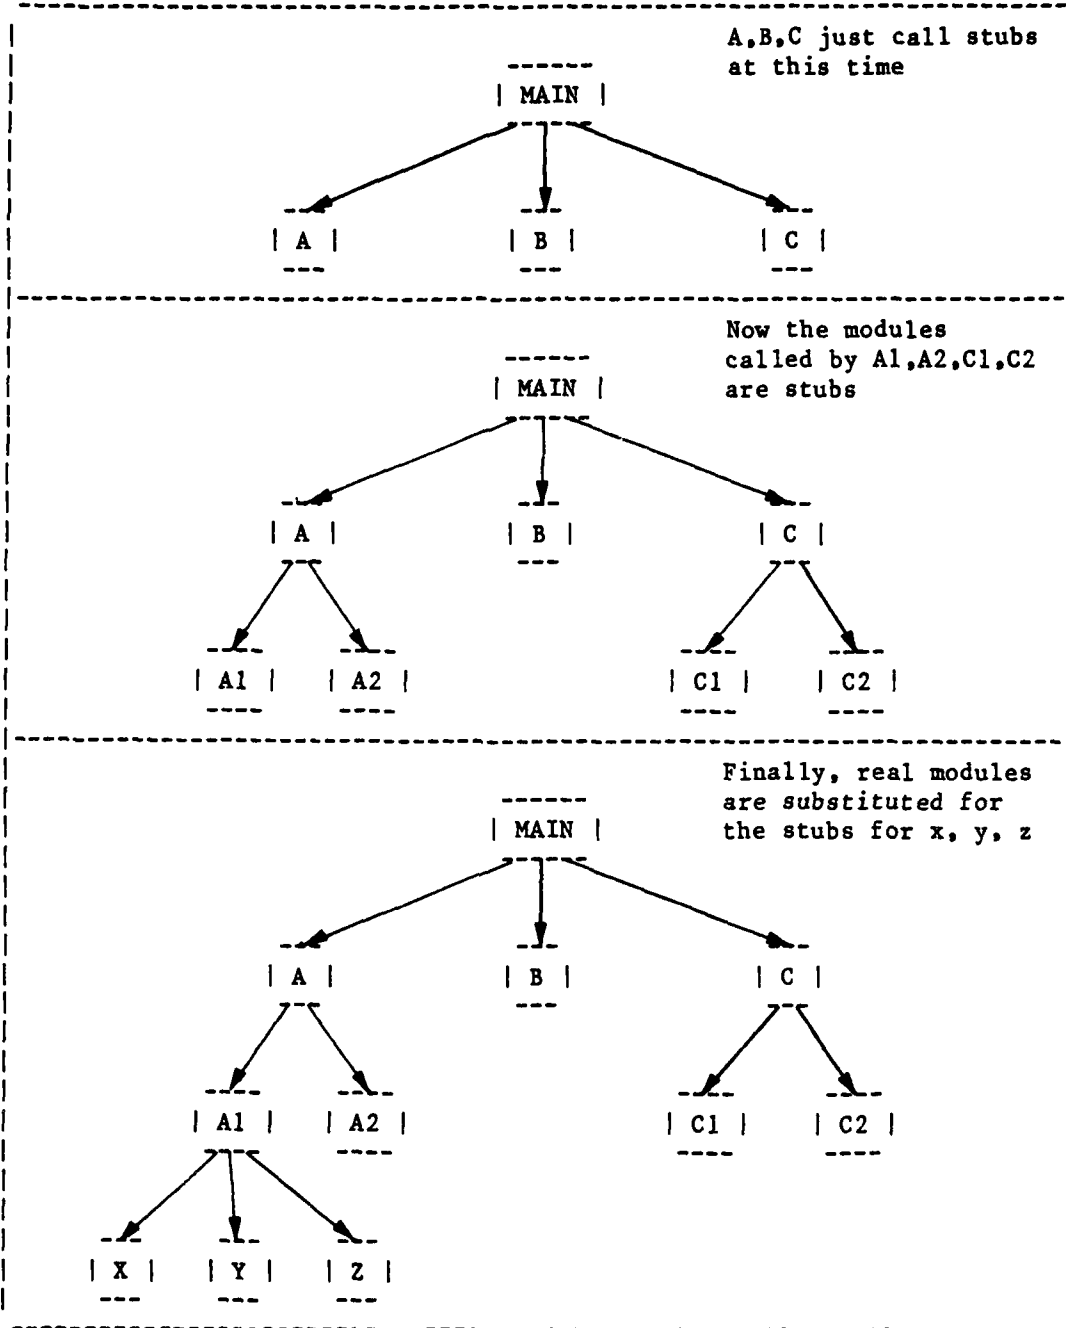 A,B,C just call stubs
at this time
| MAIN |
| A | | B | | C |
Now the modules
called by A1,A2,C1,C2
are stubs
| MAIN |
| A | | B | | C |
| A1 | | A2 | | C1 | | C2 |
Finally, real modules
are substituted for
the stubs for x, y, z
| MAIN |
| A | | B | | C |
| A1 | | A2 | | C1 | | C2 |
| X | | Y | | Z |